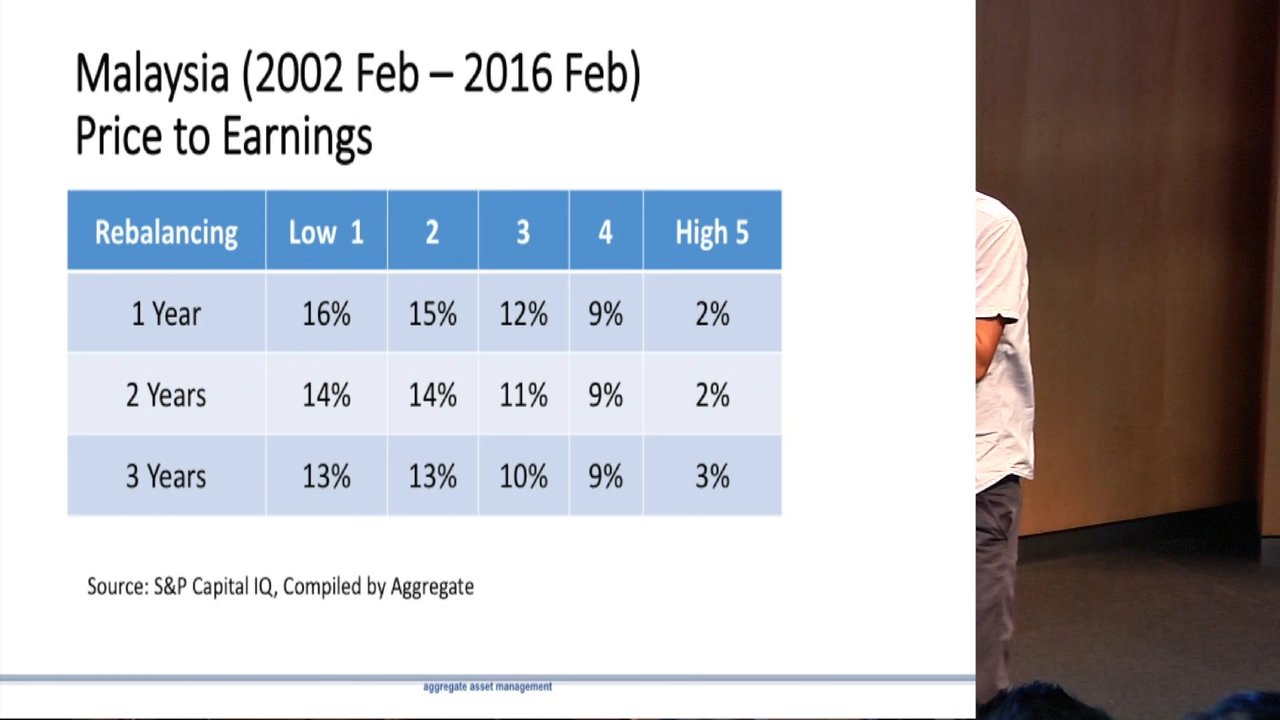 Malaysia (2002 Feb – 2016 Feb)
Price to Earnings
Rebalancing Low 1 2 3 4 High 5
1 Year 16% 15% 12% 9% 2%
2 Years 14% 14% 11% 9% 2%
3 Years 13% 13% 10% 9% 3%
Source: S&P Capital IQ, Compiled by Aggregate
aggregate asset management